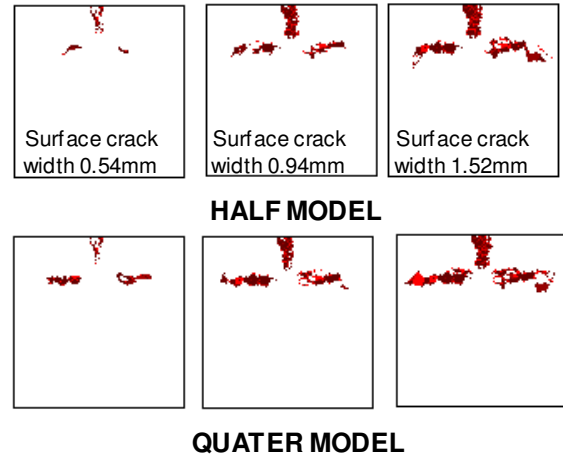 Surface crack
width 0.54mm
Surface crack
width 0.94mm
Surface crack
width 1.52mm
HALF MODEL
QUATER MODEL